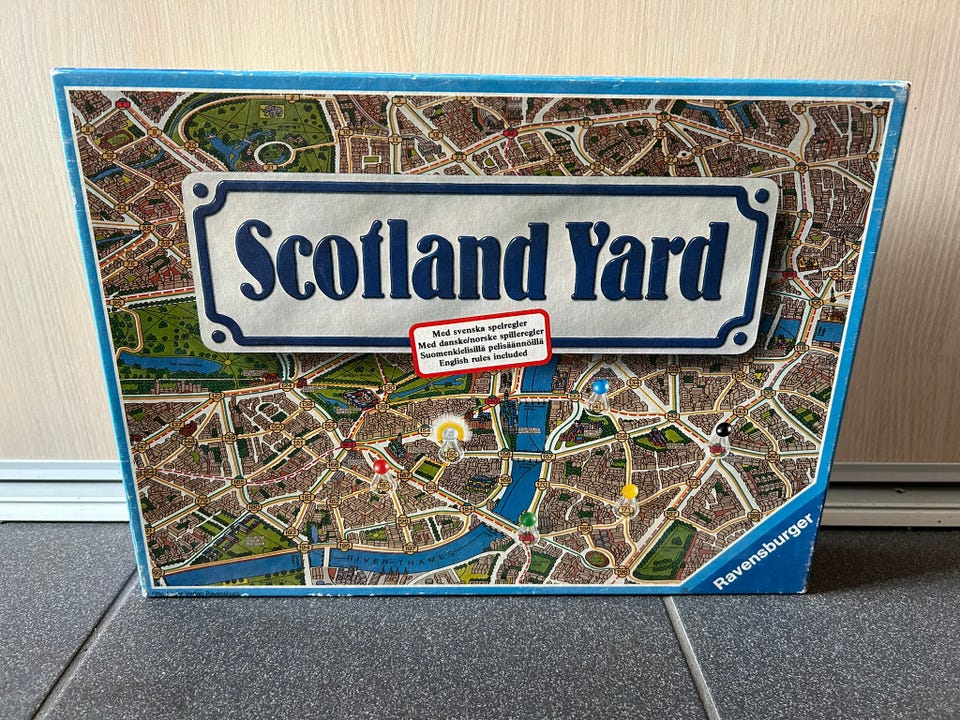 Scotland Yard
Med svenska spelregler
Med danske/norske spilleregler
Suomenkielisillä pelisäännöillä
English rules included
RIVER THAMES
Ravensburger